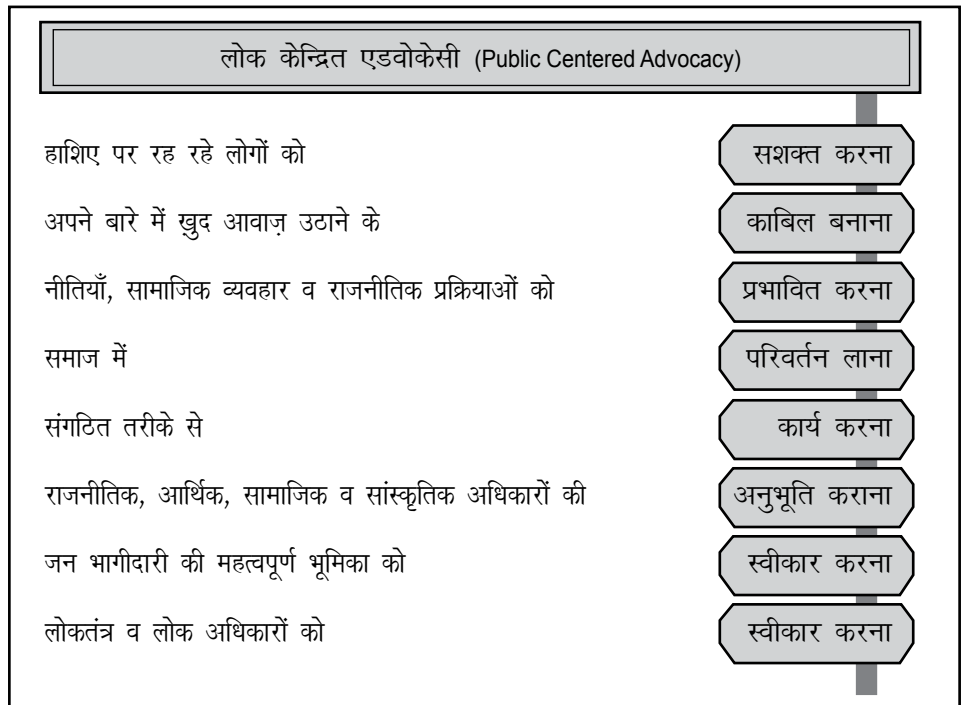 लोक केन्द्रित एडवोकेसी (Public Centered Advocacy)
हाशिए पर रह रहे लोगों को सशक्त करना
अपने बारे में ख़ुद आवाज़ उठाने के काबिल बनाना
नीतियाँ, सामाजिक व्यवहार व राजनीतिक प्रक्रियाओं को प्रभावित करना
समाज में परिवर्तन लाना
संगठित तरीके से कार्य करना
राजनीतिक, आर्थिक, सामाजिक व सांस्कृतिक अधिकारों की अनुभूति कराना
जन भागीदारी की महत्वपूर्ण भूमिका को स्वीकार करना
लोकतंत्र व लोक अधिकारों को स्वीकार करना